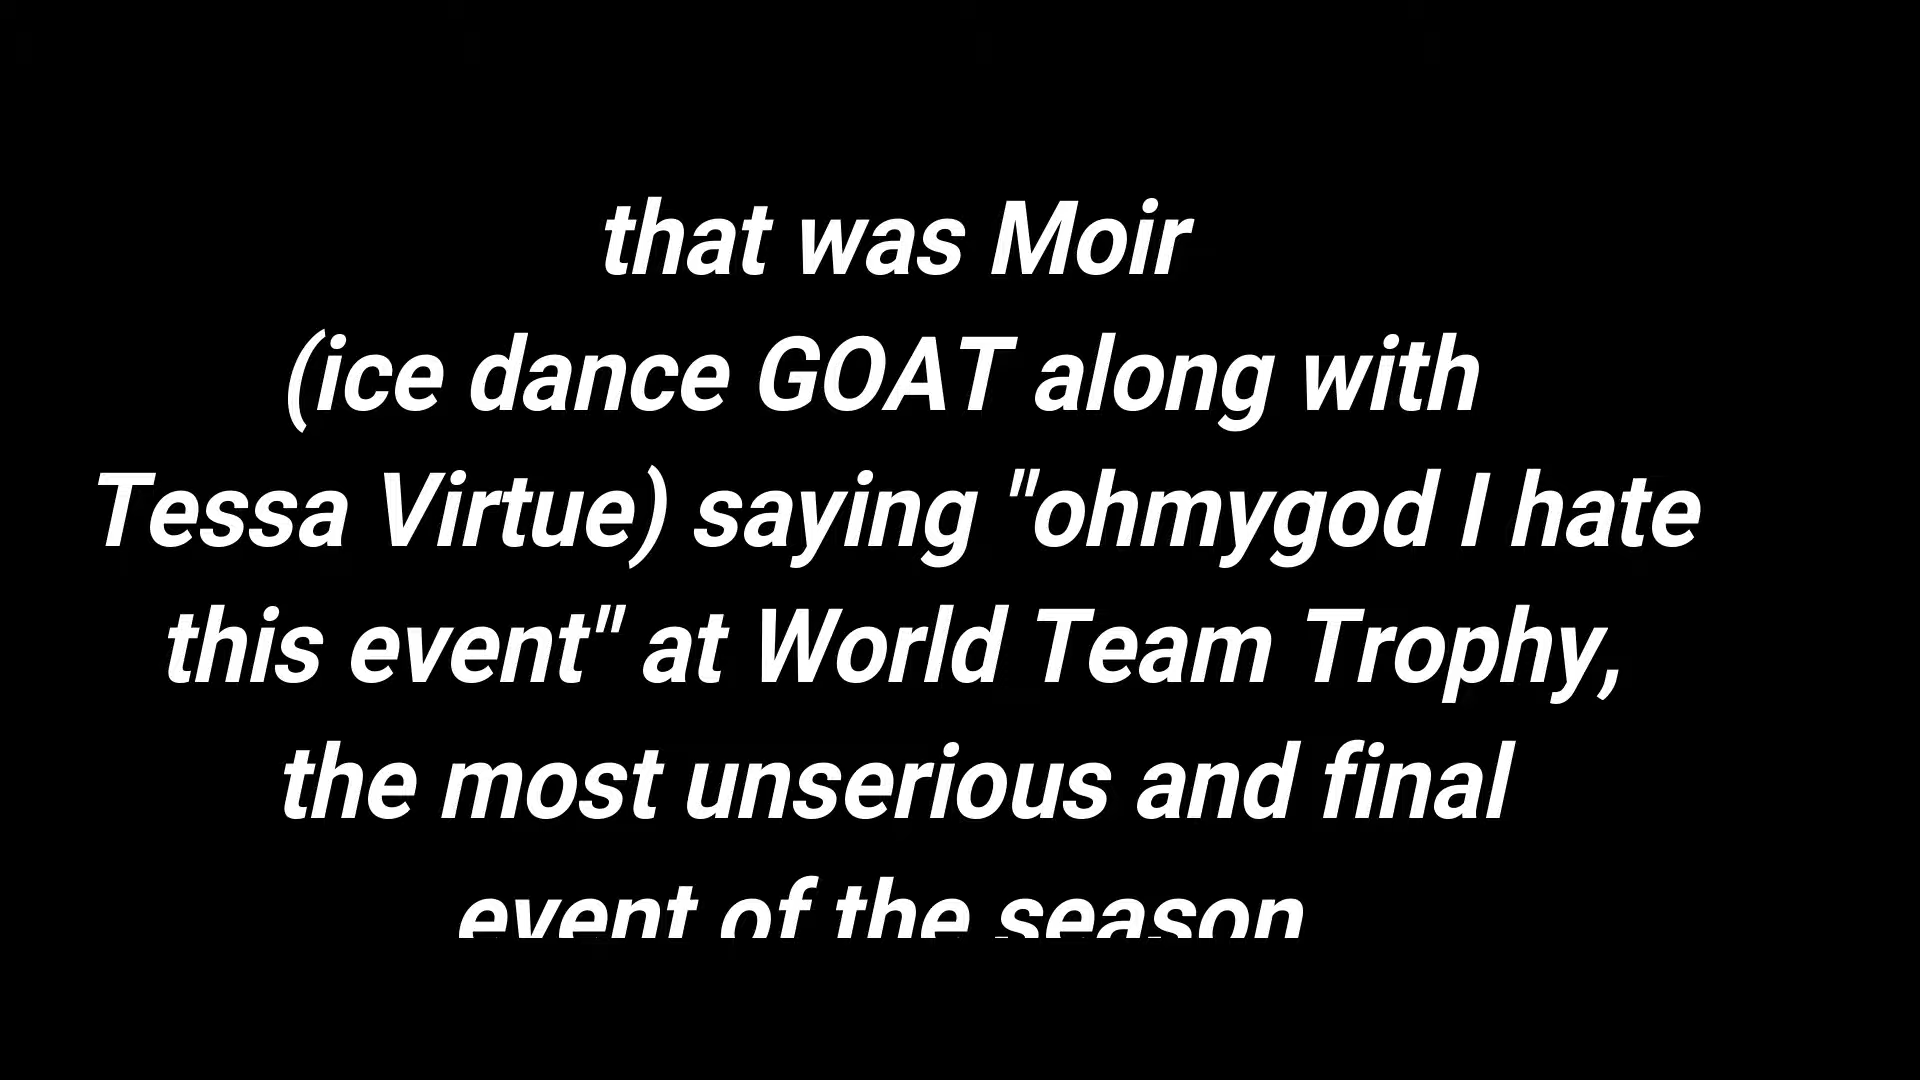 that was Moir
(ice dance GOAT along with
Tessa Virtue) saying "ohmygod I hate
this event" at World Team Trophy,
the most unserious and final
event of the season